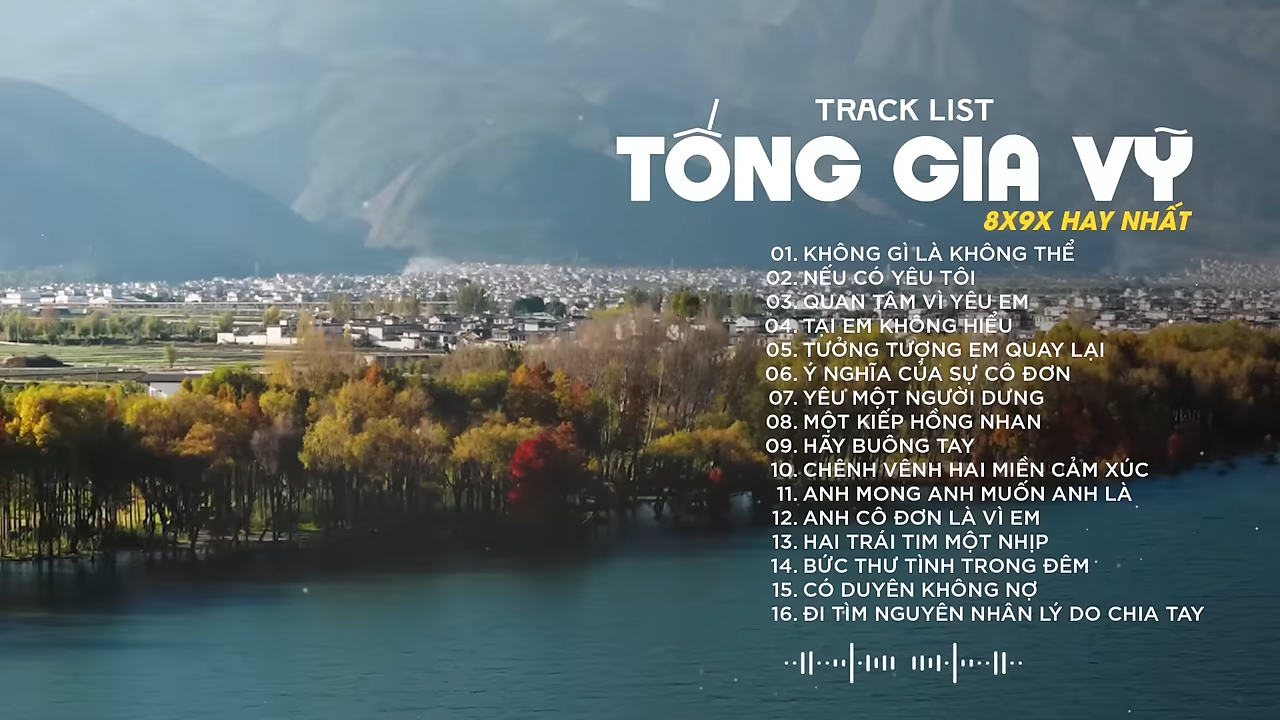 TRACK LIST
TỐNG GIA VỸ
8X9X HAY NHẤT
01. KHÔNG GÌ LÀ KHÔNG THỂ
02. NẾU CÓ YÊU TÔI
03. QUAN TÂM VÌ YÊU EM
04. TẠI EM KHÔNG HIỂU
05. TƯỞNG TƯỢNG EM QUAY LẠI
06. Ý NGHĨA CỦA SỰ CÔ ĐƠN
07. YÊU MỘT NGƯỜI DƯNG
08. MỘT KIẾP HỒNG NHAN
09. HÃY BUÔNG TAY
10. CHÊNH VÊNH HAI MIỀN CẢM XÚC
11. ANH MONG ANH MUỐN ANH LÀ
12. ANH CÔ ĐƠN LÀ VÌ EM
13. HAI TRÁI TIM MỘT NHỊP
14. BỨC THƯ TÌNH TRONG ĐÊM
15. CÓ DUYÊN KHÔNG NỢ
16. ĐI TÌM NGUYÊN NHÂN LÝ DO CHIA TAY